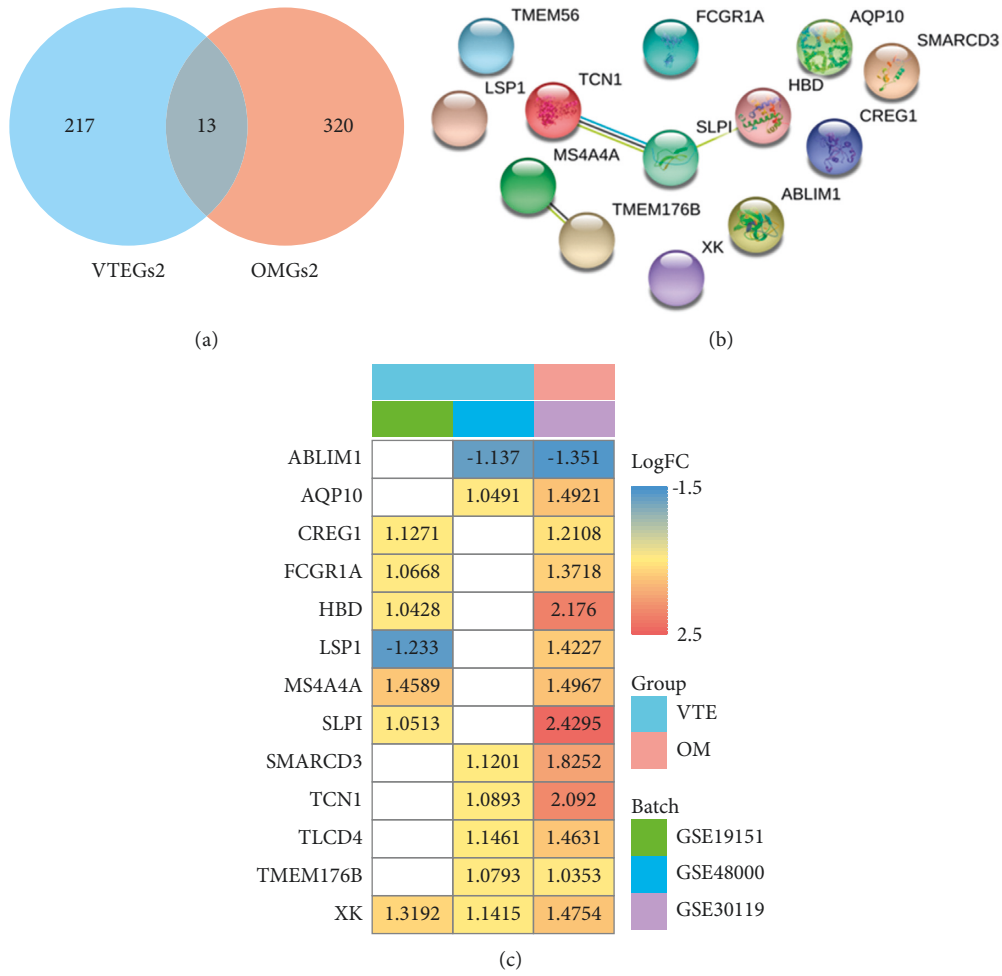 217
13
320
VTEGs2
OMGs2
(a)
TMEM56
FCGR1A
AQP10
SMARCD3
LSP1
TCN1
HBD
CREG1
SLPI
MS4A4A
ABLIM1
TMEM176B
XK
(b)
ABLIM1 -1.137 -1.351
AQP10 1.0491 1.4921
CREG1 1.1271 1.2108
FCGR1A 1.0668 1.3718
HBD 1.0428 2.176
LSP1 -1.233 1.4227
MS4A4A 1.4589 1.4967
SLPI 1.0513 2.4295
SMARCD3 1.1201 1.8252
TCN1 1.0893 2.092
TLCD4 1.1461 1.4631
TMEM176B 1.0793 1.0353
XK 1.3192 1.1415 1.4754
LogFC
-1.5
2.5
Group
VTE
OM
Batch
GSE19151
GSE48000
GSE30119
(c)